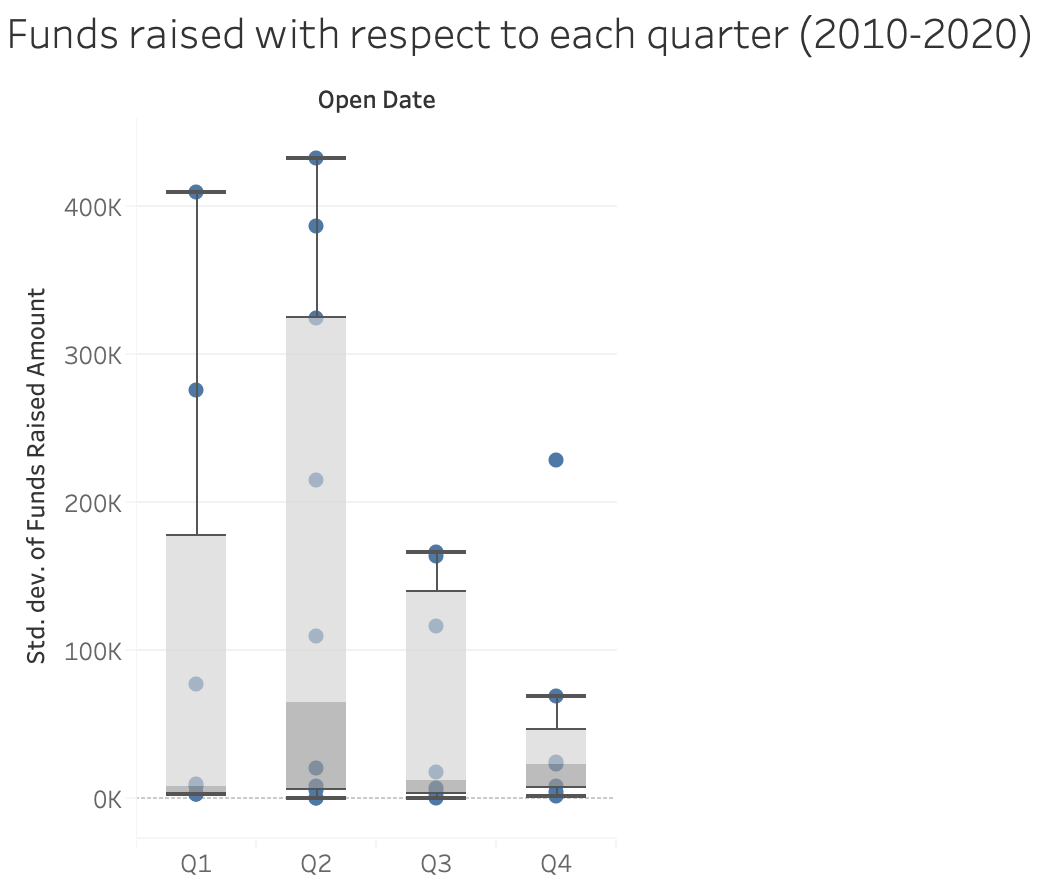 Funds raised with respect to each quarter (2010-2020)
Open Date
Std. dev. of Funds Raised Amount
400K
300K
200K
100K
0K
Q1 Q2 Q3 Q4